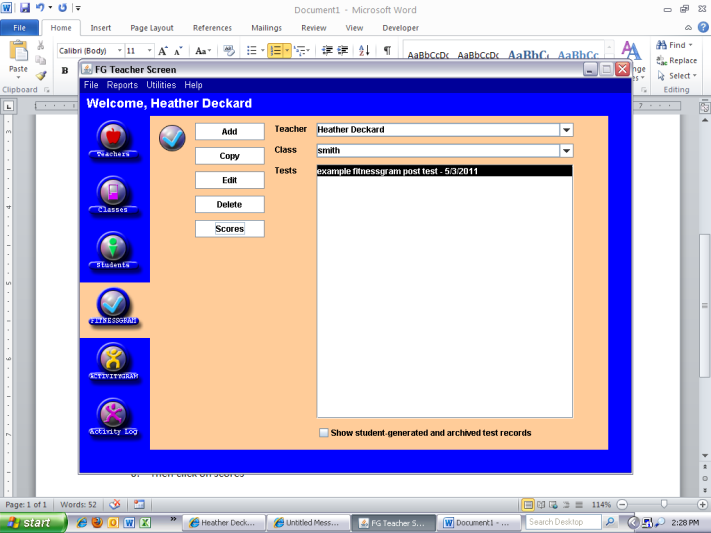 Document1 - Microsoft Word
File Home Insert Page Layout References Mailings Review View Developer
Calibri (Body) 11 A A Aa
Find
Paste
B
AaBbCcDc AaBbCcDc AaBbC AaBbCc
Replace
Select
Clipboard
Editing
FG Teacher Screen
File Reports Utilities Help
Welcome, Heather Deckard
Teachers
Classes
Students
FITNESSGRAM
ACTIVITYGRAM
Activity Log
Add
Copy
Edit
Delete
Scores
Teacher Heather Deckard
Class smith
Tests example fitnessgram post test - 5/3/2011
Show student-generated and archived test records
Then click on scores
Page: 1 of 1 Words: 52 114%
start Heather Deck... Untitled Mess... FG Teacher S... Document1 - ... Search Desktop 2:28 PM